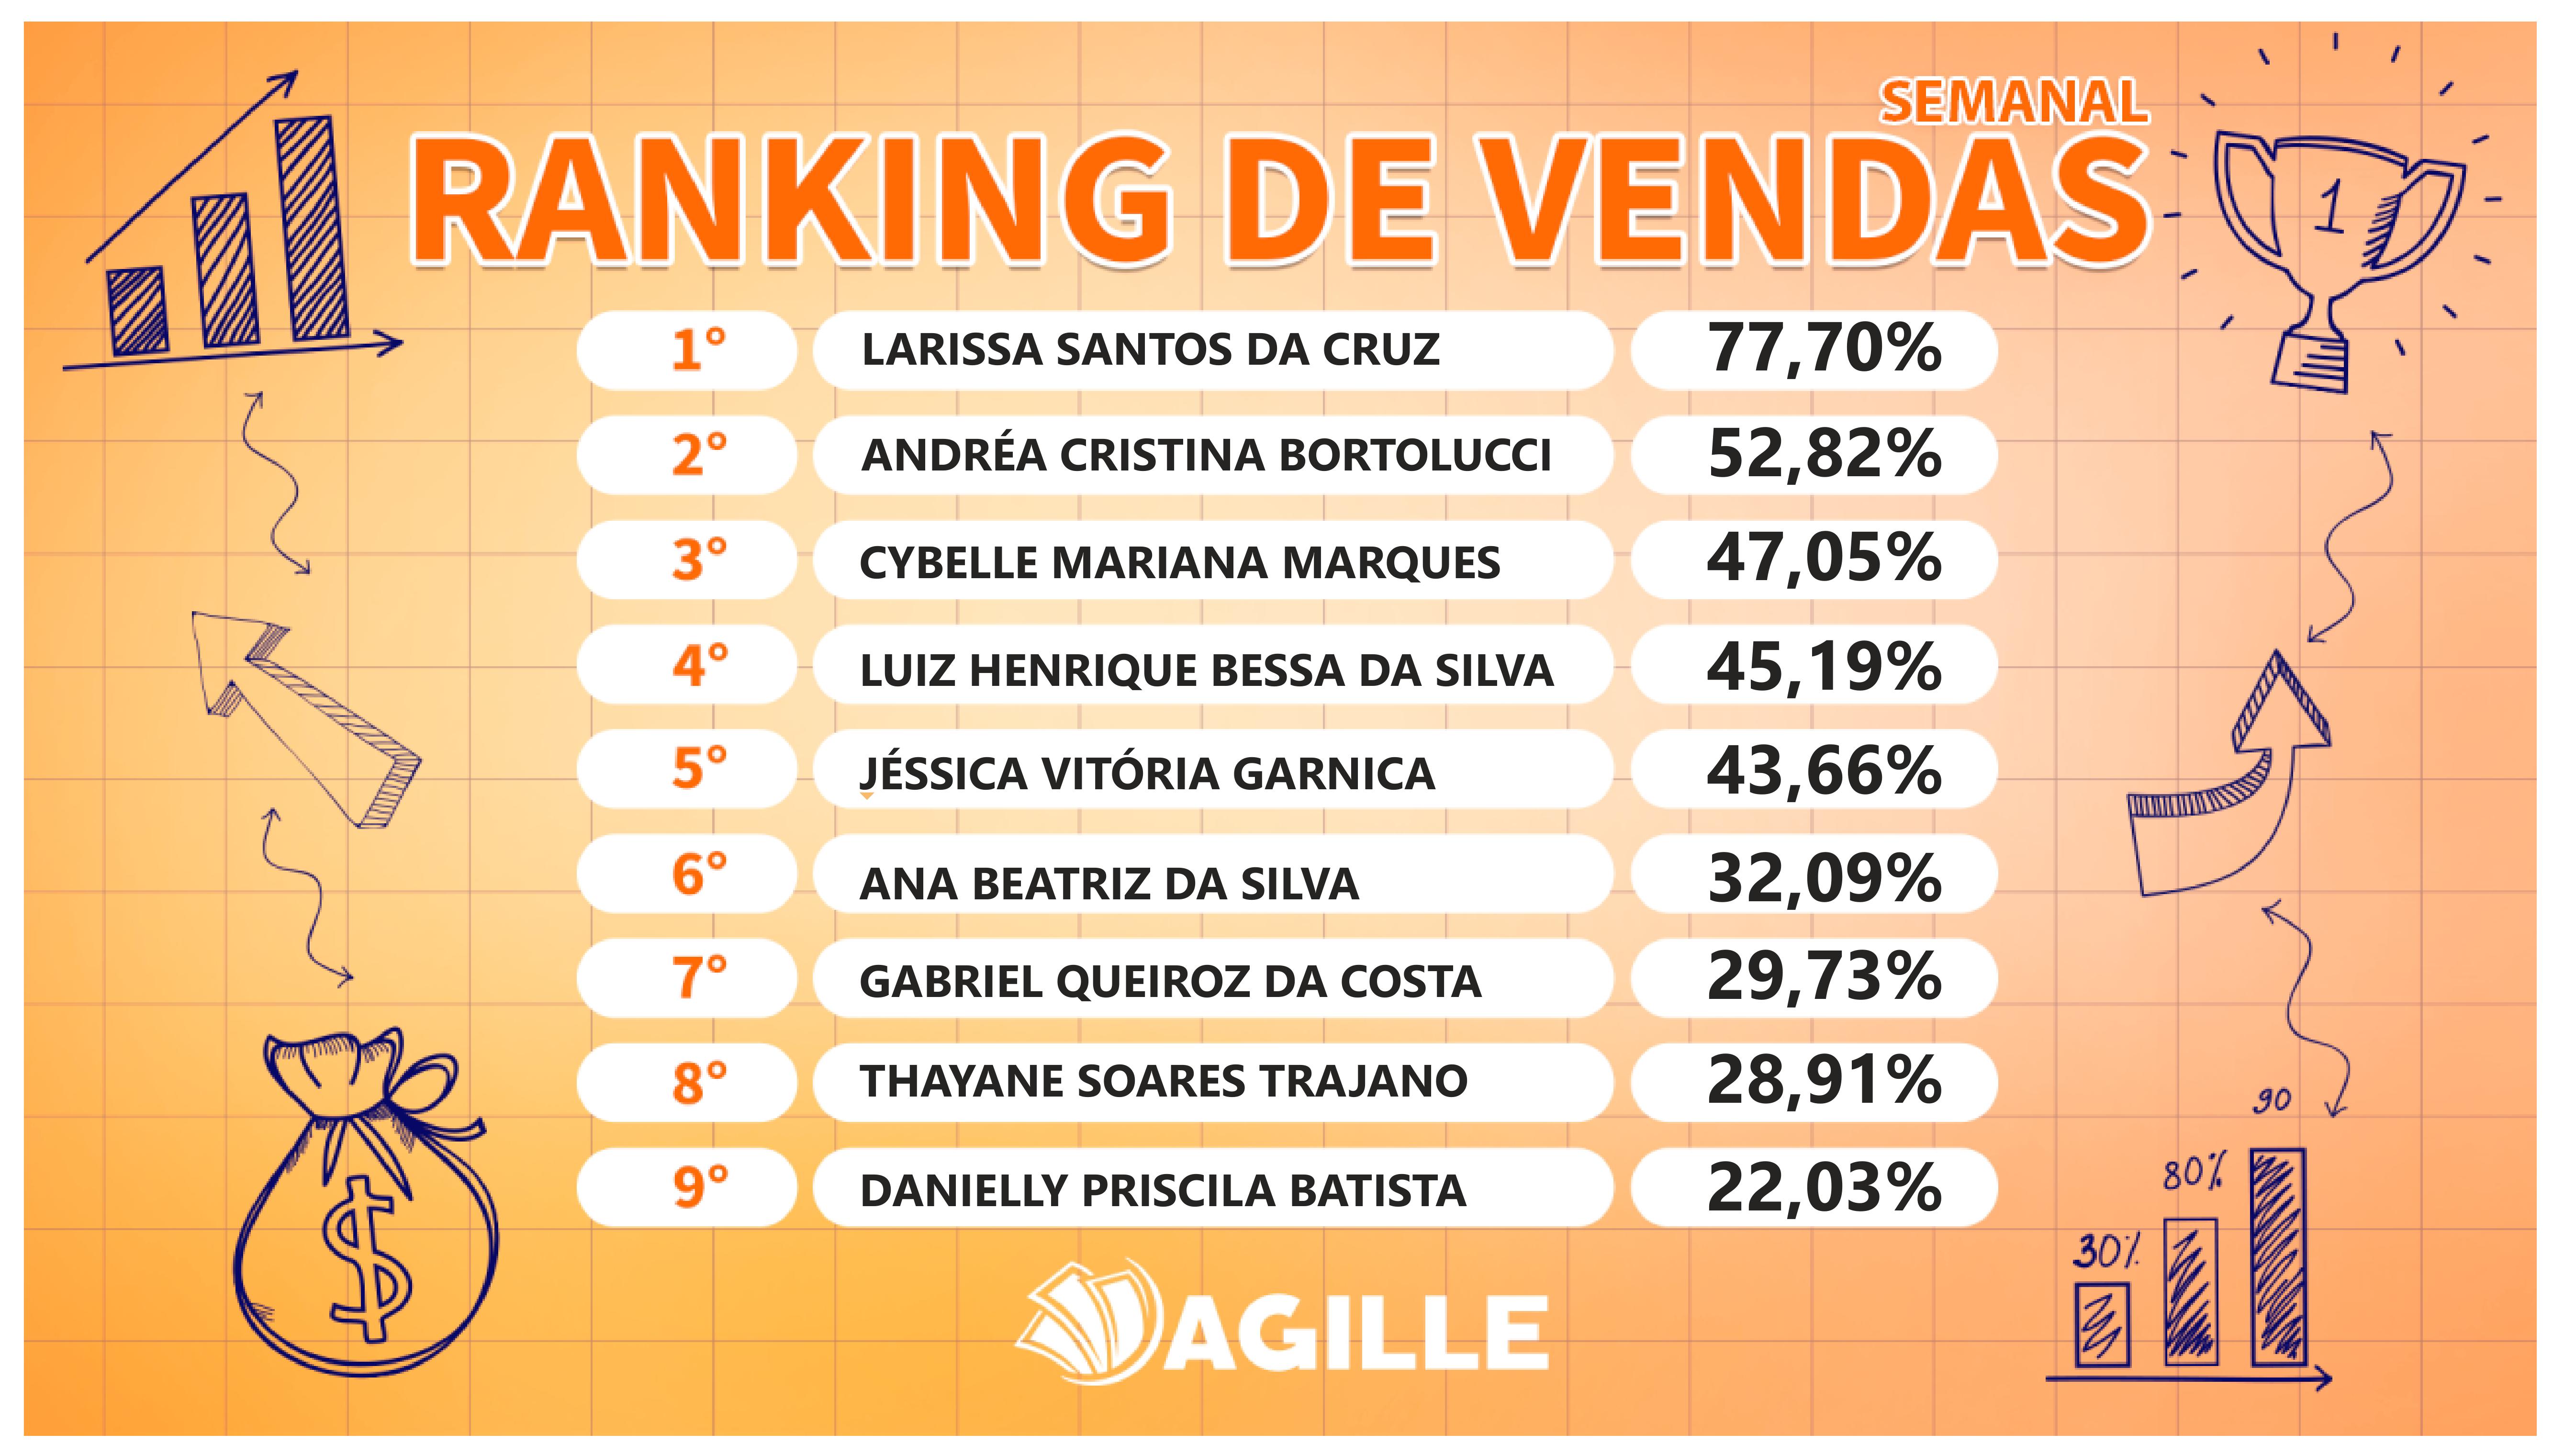 SEMANAL
RANKING DE VENDAS
1° LARISSA SANTOS DA CRUZ 77,70%
2° ANDRÉA CRISTINA BORTOLUCCI 52,82%
3° CYBELLE MARIANA MARQUES 47,05%
4° LUIZ HENRIQUE BESSA DA SILVA 45,19%
5° JÉSSICA VITÓRIA GARNICA 43,66%
6° ANA BEATRIZ DA SILVA 32,09%
7° GABRIEL QUEIROZ DA COSTA 29,73%
8° THAYANE SOARES TRAJANO 28,91%
9° DANIELLY PRISCILA BATISTA 22,03%
AGILLE
1
$
30%
80%
90